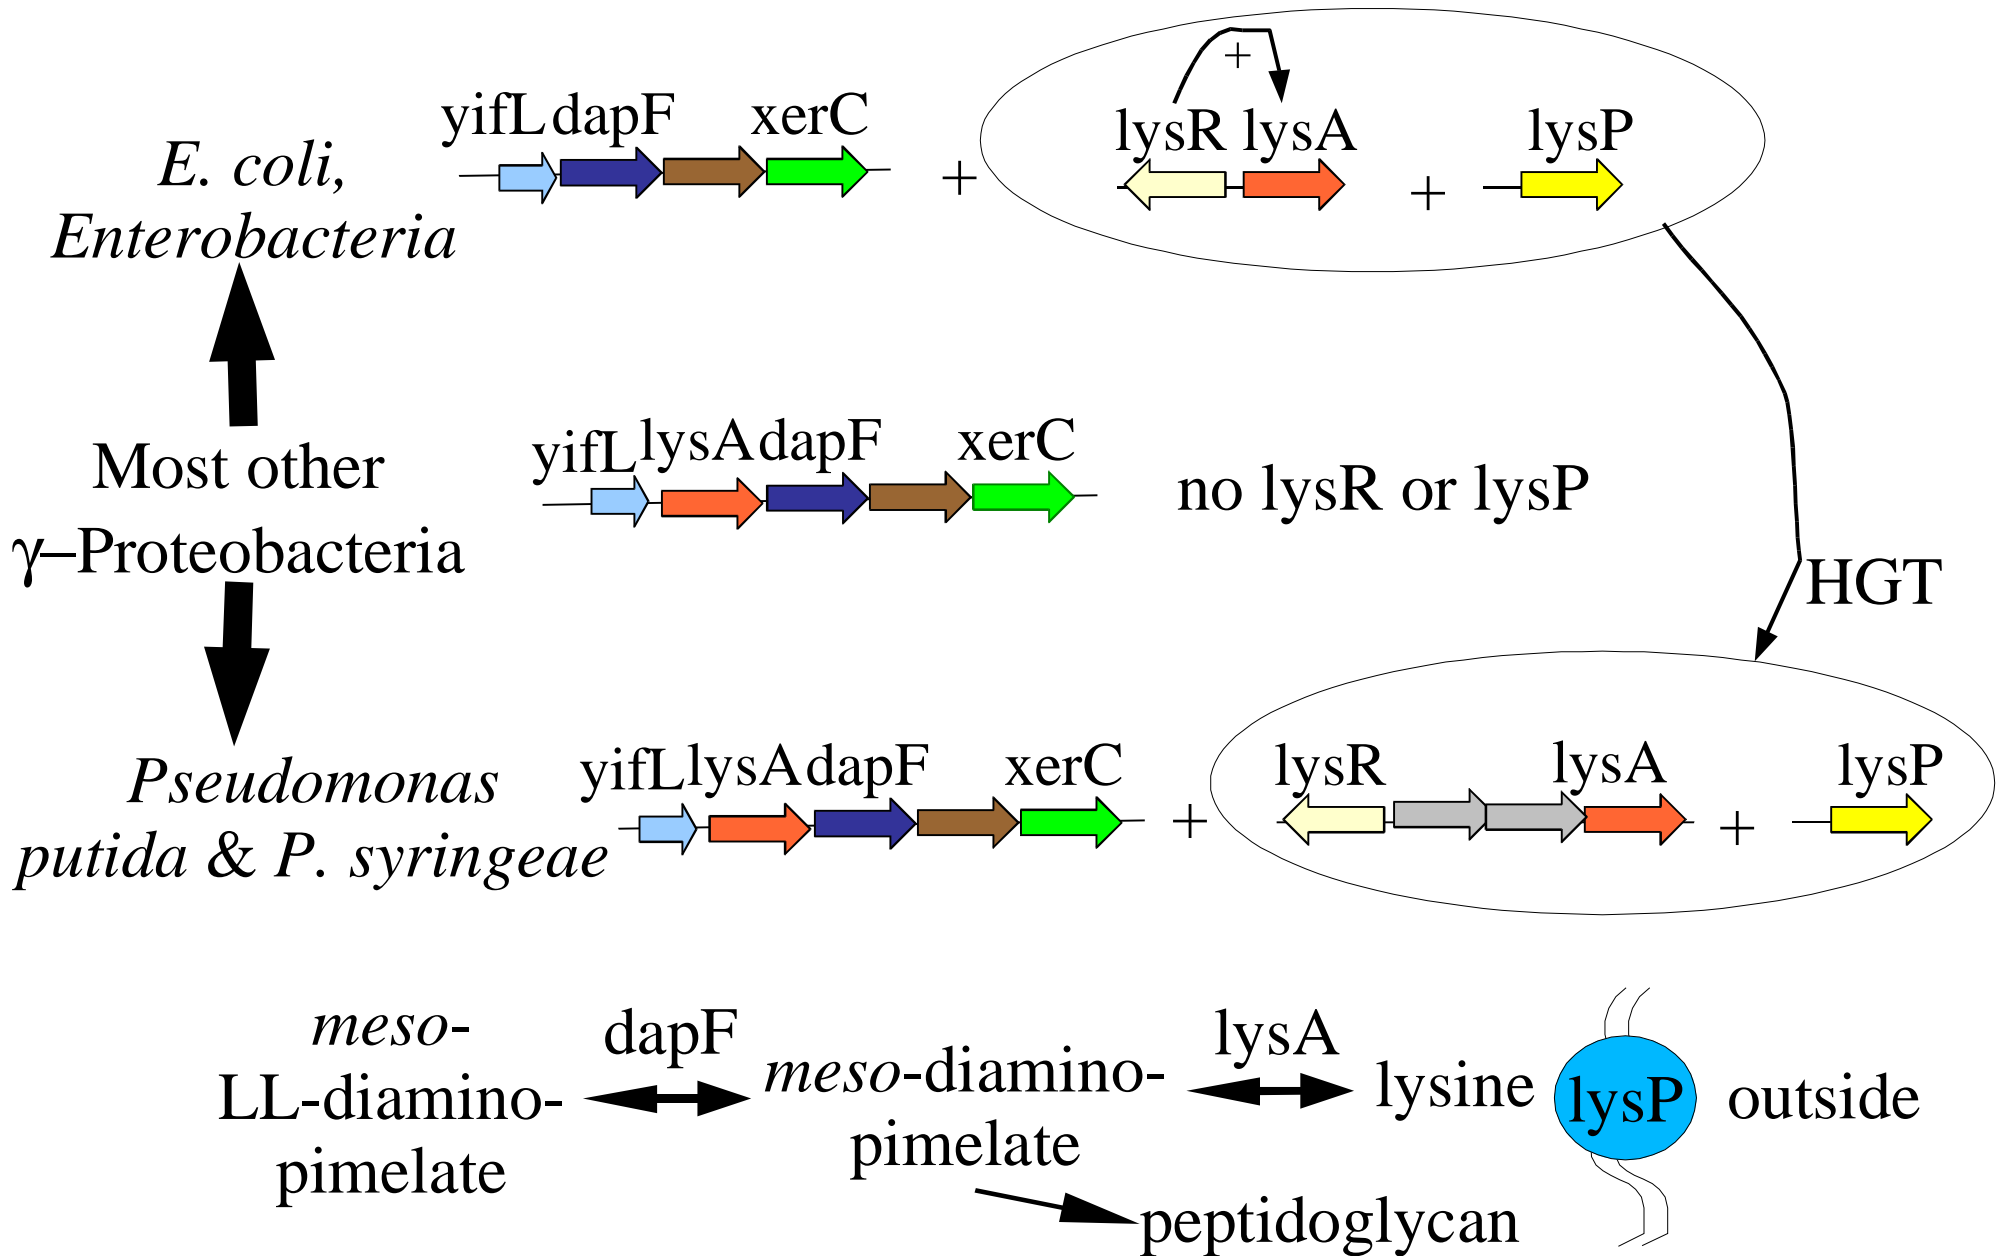 yifL dapF xerC
lysR lysA lysP
+
+
+
E. coli,
Enterobacteria
Most other
γ–Proteobacteria
yifL lysA dapF xerC
no lysR or lysP
HGT
Pseudomonas
putida & P. syringeae
yifL lysA dapF xerC
+
lysR lysA lysP
+
meso-
LL-diamino-
pimelate
dapF
meso-diamino-
pimelate
lysA
lysine
lysP
outside
peptidoglycan